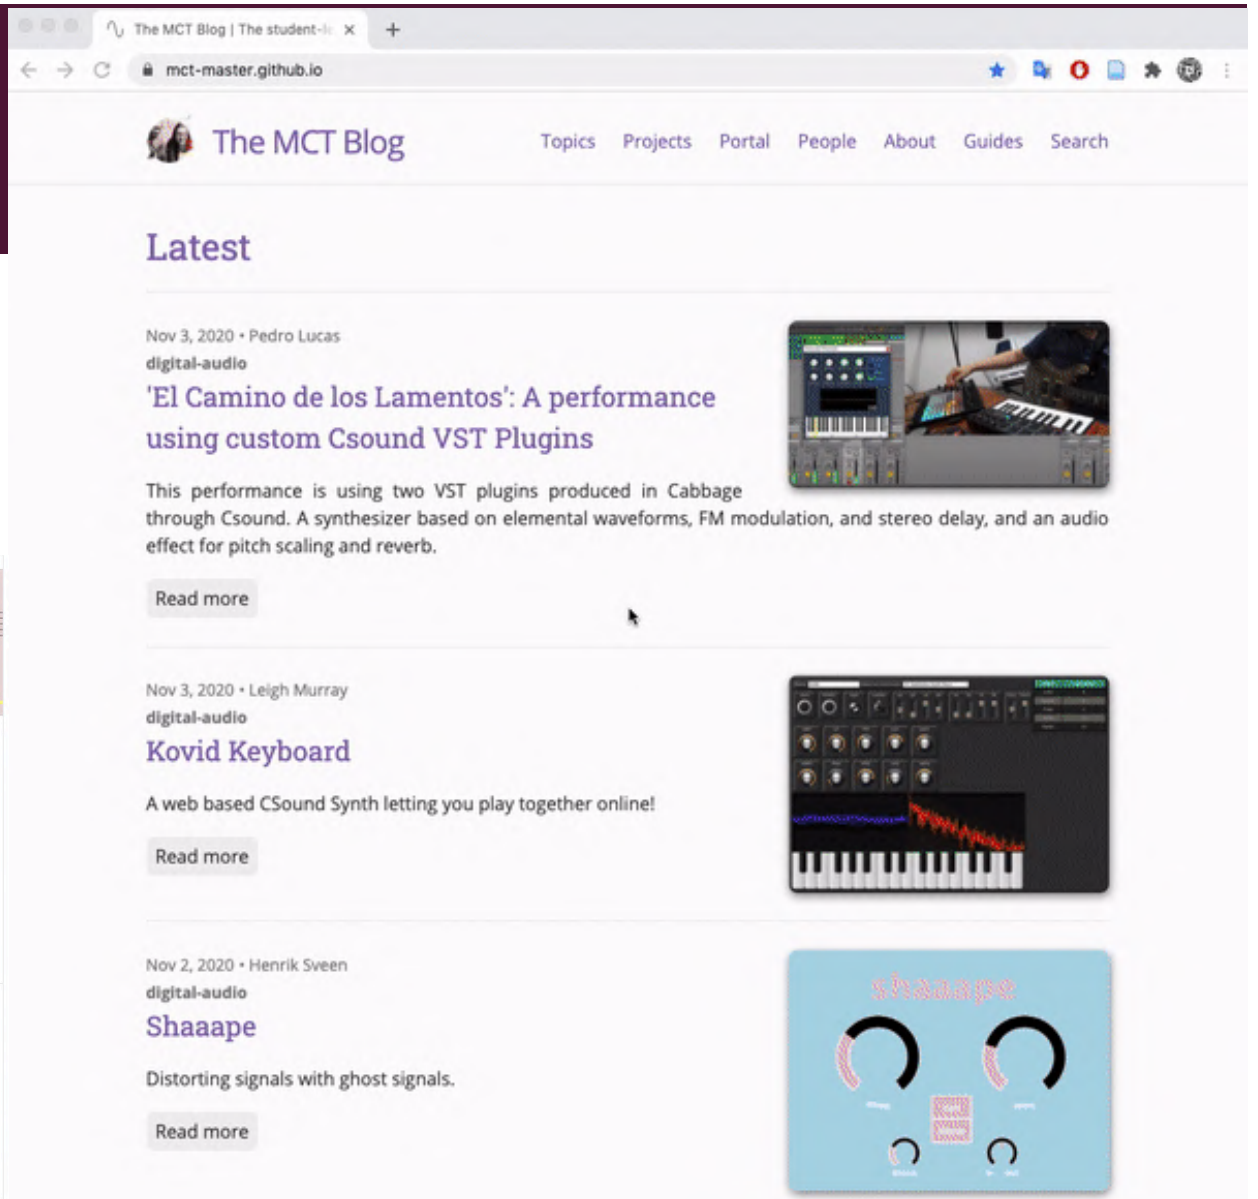 The MCT Blog | The student-l
mct-master.github.io
The MCT Blog
Topics Projects Portal People About Guides Search
Latest
Nov 3, 2020 • Pedro Lucas
digital-audio
'El Camino de los Lamentos': A performance
using custom Csound VST Plugins
This performance is using two VST plugins produced in Cabbage
through Csound. A synthesizer based on elemental waveforms, FM modulation, and stereo delay, and an audio
effect for pitch scaling and reverb.
Read more
Nov 3, 2020 • Leigh Murray
digital-audio
Kovid Keyboard
A web based CSound Synth letting you play together online!
Read more
Nov 2, 2020 • Henrik Sveen
digital-audio
Shaaape
Distorting signals with ghost signals.
Read more
shaaape